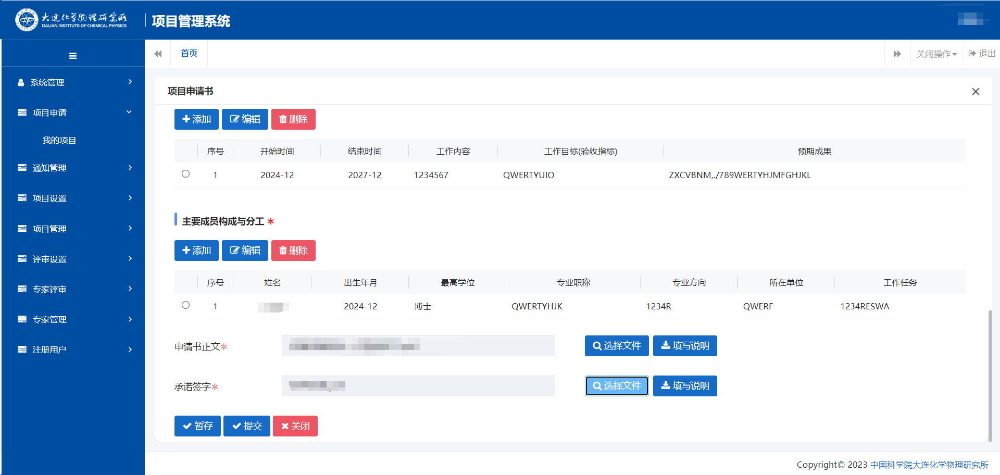 大连化学物理研究所
DALIAN INSTITUTE OF CHEMICAL PHYSICS
项目管理系统
首页
关闭操作
退出
系统管理
项目申请
我的项目
通知管理
项目设置
项目管理
评审设置
专家评审
专家管理
注册用户
项目申请书
添加 编辑 删除
序号 开始时间 结束时间 工作内容 工作目标(验收指标) 预期成果
1 2024-12 2027-12 1234567 QWERTYUIO ZXCVBNM,./789WERTYHJMFGHJKL
主要成员构成与分工 *
添加 编辑 删除
序号 姓名 出生年月 最高学位 专业职称 专业方向 所在单位 工作任务
1 2024-12 博士 QWERTYHJK 1234R QWERF 1234RESWA
申请书正文* 选择文件 填写说明
承诺签字* 选择文件 填写说明
暂存 提交 关闭
Copyright© 2023 中国科学院大连化学物理研究所